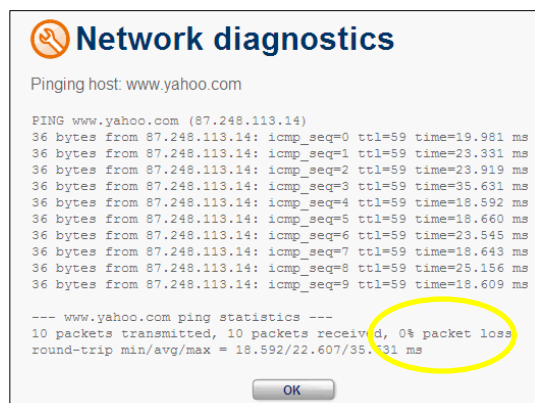 Network diagnostics
Pinging host: www.yahoo.com
PING www.yahoo.com (87.248.113.14)
36 bytes from 87.248.113.14: icmp_seq=0 ttl=59 time=19.981 ms
36 bytes from 87.248.113.14: icmp_seq=1 ttl=59 time=23.331 ms
36 bytes from 87.248.113.14: icmp_seq=2 ttl=59 time=23.919 ms
36 bytes from 87.248.113.14: icmp_seq=3 ttl=59 time=35.631 ms
36 bytes from 87.248.113.14: icmp_seq=4 ttl=59 time=18.592 ms
36 bytes from 87.248.113.14: icmp_seq=5 ttl=59 time=18.660 ms
36 bytes from 87.248.113.14: icmp_seq=6 ttl=59 time=23.545 ms
36 bytes from 87.248.113.14: icmp_seq=7 ttl=59 time=18.643 ms
36 bytes from 87.248.113.14: icmp_seq=8 ttl=59 time=25.156 ms
36 bytes from 87.248.113.14: icmp_seq=9 ttl=59 time=18.609 ms
--- www.yahoo.com ping statistics ---
10 packets transmitted, 10 packets received, 0% packet loss
round-trip min/avg/max = 18.592/22.607/35.631 ms
OK